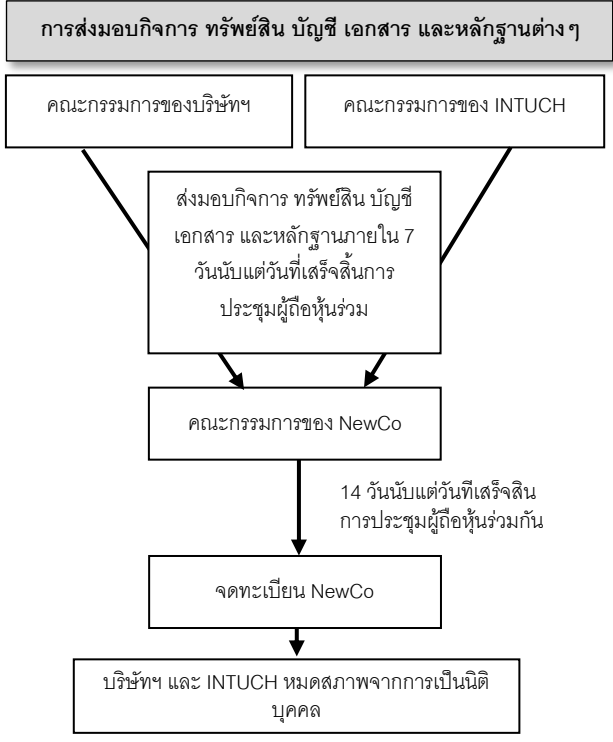 การส่งมอบกิจการ ทรัพย์สิน บัญชี เอกสาร และหลักฐานต่างๆ
คณะกรรมการของบริษัทฯ
คณะกรรมการของ INTUCH
ส่งมอบกิจการ ทรัพย์สิน บัญชี
เอกสาร และหลักฐานภายใน 7
วันนับแต่วันที่เสร็จสิ้นการ
ประชุมผู้ถือหุ้นร่วม
คณะกรรมการของ NewCo
14 วันนับแต่วันทีเสร็จสิน
การประชุมผู้ถือหุ้นร่วมกัน
จดทะเบียน NewCo
บริษัทฯ และ INTUCH หมดสภาพจากการเป็นนิติ
บุคคล